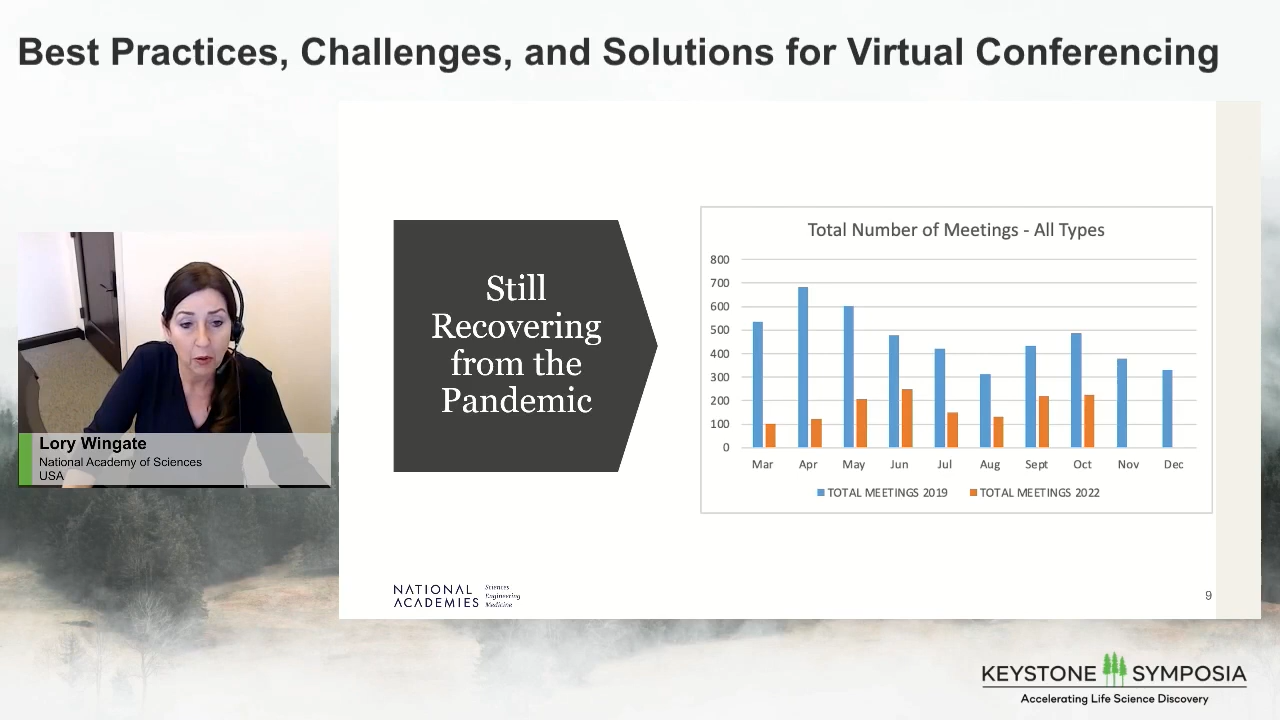 Best Practices, Challenges, and Solutions for Virtual Conferencing
Still
Recovering
from the
Pandemic
Total Number of Meetings - All Types
800
700
600
500
400
300
200
100
0
Mar Apr May Jun Jul Aug Sept Oct Nov Dec
TOTAL MEETINGS 2019 TOTAL MEETINGS 2022
Lory Wingate
National Academy of Sciences
USA
NATIONAL
ACADEMIES
Sciences
Engineering
Medicine
9
KEYSTONE SYMPOSIA
Accelerating Life Science Discovery